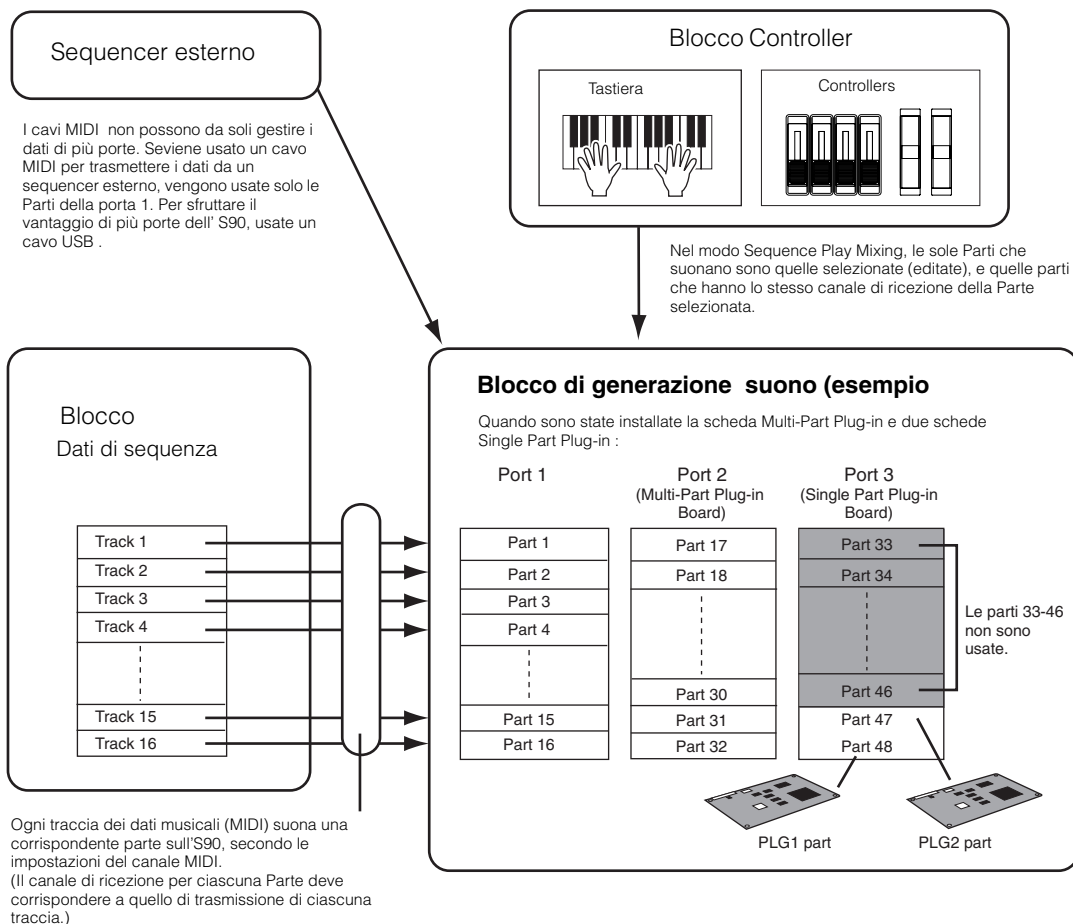 Sequencer esterno
I cavi MIDI non possono da soli gestire i
dati di più porte. Seviene usato un cavo
MIDI per trasmettere i dati da un
sequencer esterno, vengono usate solo le
Parti della porta 1. Per sfruttare il
vantaggio di più porte dell' S90, usate un
cavo USB .
Blocco Controller
Tastiera
Controllers
Nel modo Sequence Play Mixing, le sole Parti che
suonano sono quelle selezionate (editate), e quelle parti
che hanno lo stesso canale di ricezione della Parte
selezionata.
Blocco
Dati di sequenza
Track 1
Track 2
Track 3
Track 4
Track 15
Track 16
Ogni traccia dei dati musicali (MIDI) suona una
corrispondente parte sull'S90, secondo le
impostazioni del canale MIDI.
(Il canale di ricezione per ciascuna Parte deve
corrispondere a quello di trasmissione di ciascuna
traccia.)
Blocco di generazione suono (esempio
Quando sono state installate la scheda Multi-Part Plug-in e due schede
Single Part Plug-in :
Port 1
Part 1
Part 2
Part 3
Part 4
Part 15
Part 16
Port 2
(Multi-Part Plug-in
Board)
Part 17
Part 18
Part 30
Part 31
Part 32
Port 3
(Single Part Plug-in
Board)
Part 33
Part 34
Part 46
Part 47
Part 48
Le parti 33-46
non sono
usate.
PLG1 part
PLG2 part